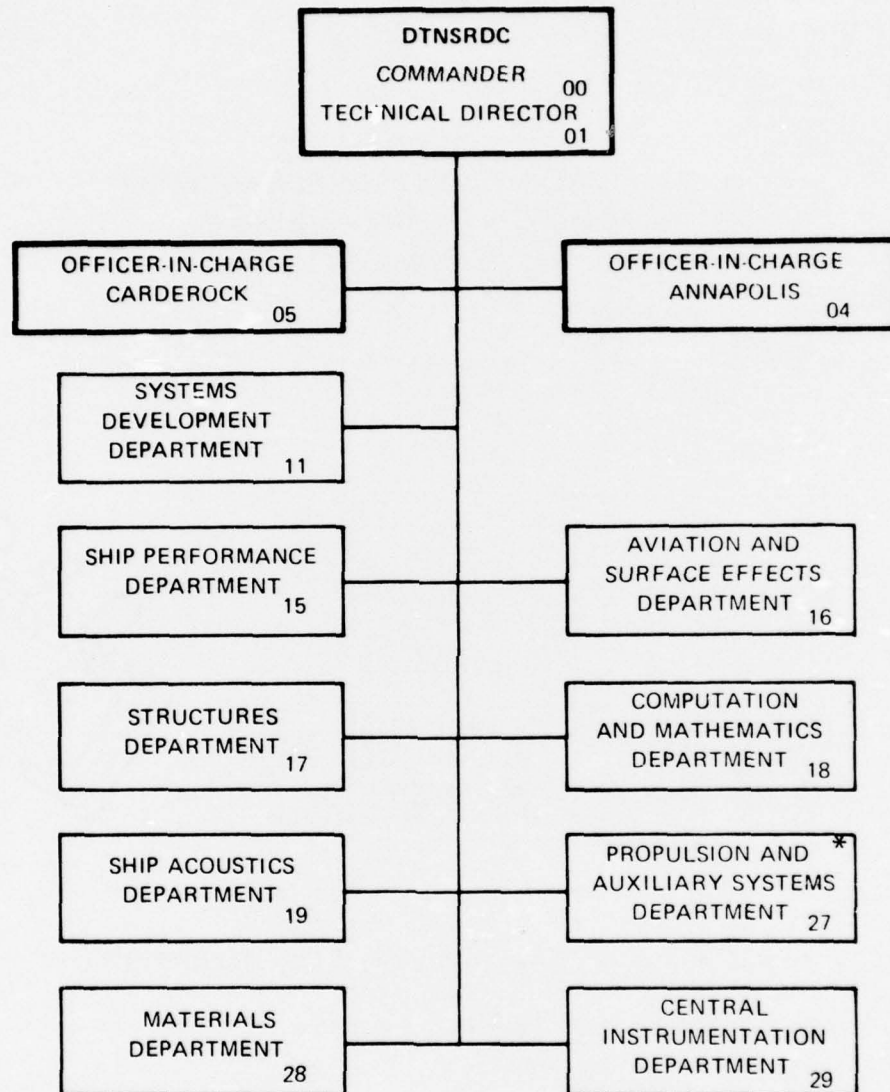 DTNSRDC
COMMANDER
00
TECHNICAL DIRECTOR
01
OFFICER-IN-CHARGE
CARDEROCK
05
OFFICER-IN-CHARGE
ANNAPOLIS
04
SYSTEMS
DEVELOPMENT
DEPARTMENT
11
SHIP PERFORMANCE
DEPARTMENT
15
AVIATION AND
SURFACE EFFECTS
DEPARTMENT
16
STRUCTURES
DEPARTMENT
17
COMPUTATION
AND MATHEMATICS
DEPARTMENT
18
SHIP ACOUSTICS
DEPARTMENT
19
PROPULSION AND *
AUXILIARY SYSTEMS
DEPARTMENT
27
MATERIALS
DEPARTMENT
28
CENTRAL
INSTRUMENTATION
DEPARTMENT
29